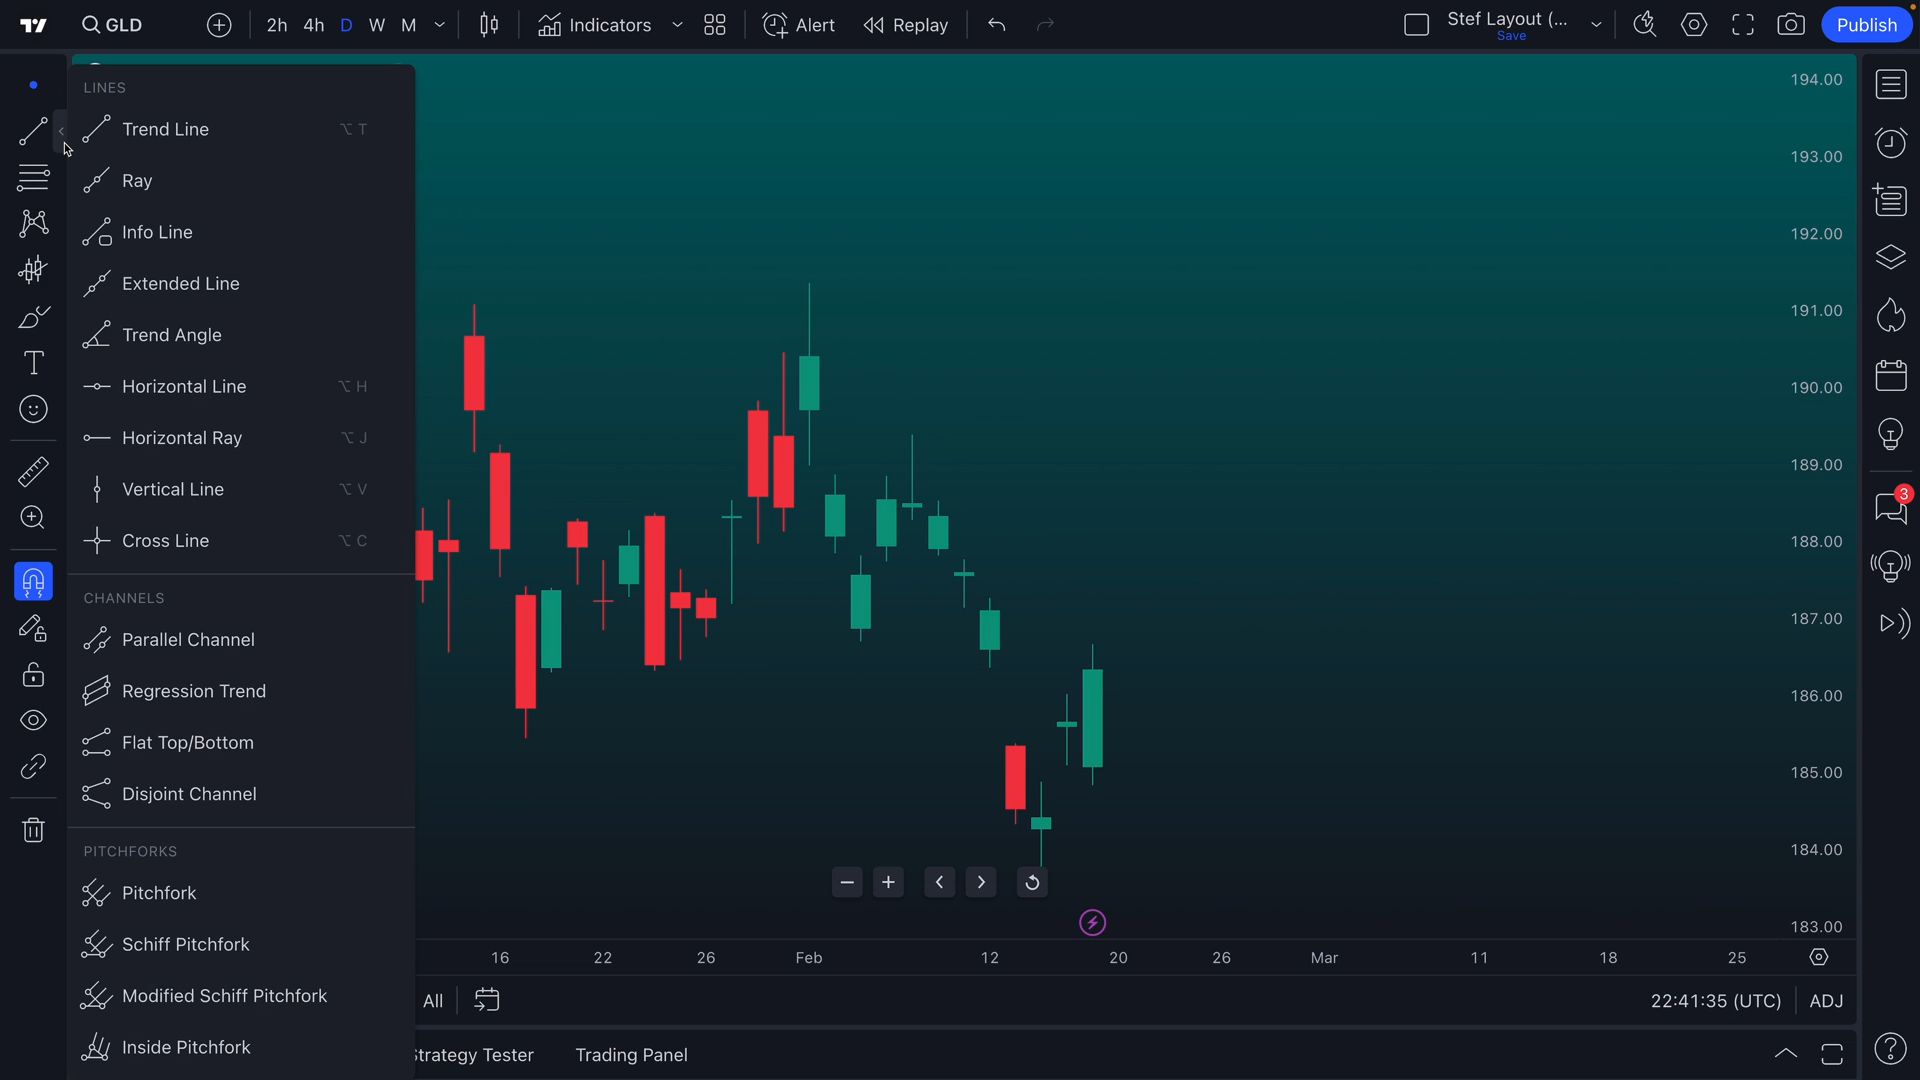 GLD
2h 4h D W M
Indicators
Alert
Replay
Stef Layout (...
Save
Publish
LINES
Trend Line ⌥ T
Ray
Info Line
Extended Line
Trend Angle
Horizontal Line ⌥ H
Horizontal Ray ⌥ J
Vertical Line ⌥ V
Cross Line ⌥ C
CHANNELS
Parallel Channel
Regression Trend
Flat Top/Bottom
Disjoint Channel
PITCHFORKS
Pitchfork
Schiff Pitchfork
Modified Schiff Pitchfork
Inside Pitchfork
194.00
193.00
192.00
191.00
190.00
189.00
188.00
187.00
186.00
185.00
184.00
183.00
3
16 22 26 Feb 12 20 26 Mar 11 18 25
All
22:41:35 (UTC) ADJ
Strategy Tester Trading Panel